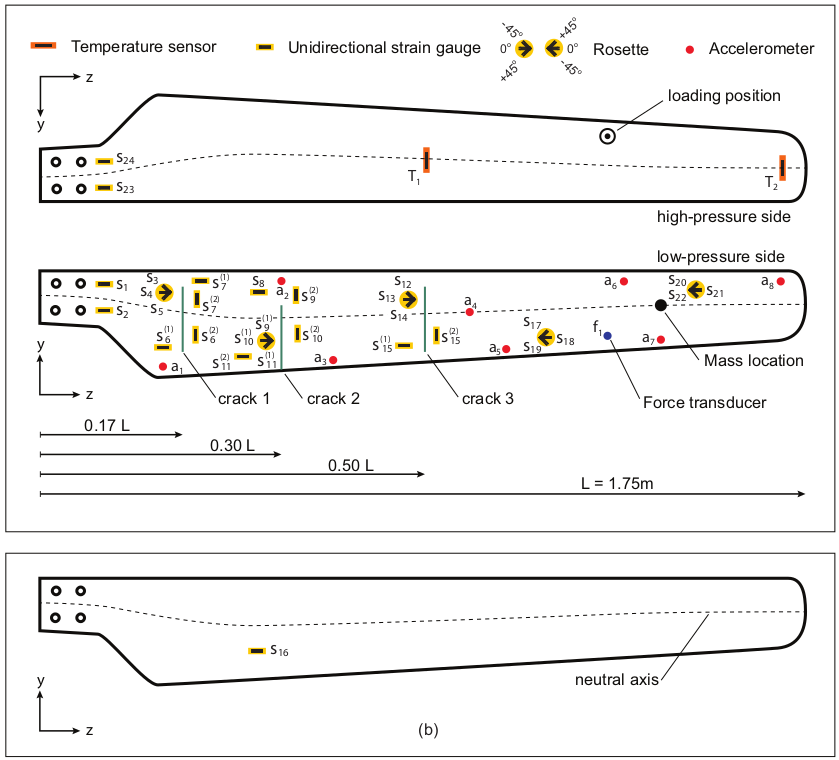 Temperature sensor Unidirectional strain gauge -45° 0° +45° +45° 0° -45° Rosette Accelerometer
z
y
loading position
s24
s23
T1
T2
high-pressure side
low-pressure side
s1
s2
s3
s4
s5
s6(1)
a1
s7(1)
s7(2)
s6(2)
s8
a2
s9(2)
s9(1)
s10(1)
s11(1)
s11(2)
s10(2)
a3
s12
s13
s14
s15(1)
s15(2)
a4
a5
s17
s18
s19
a6
f1
a7
s20
s21
s22
a8
y
z
crack 1
crack 2
crack 3
Mass location
Force transducer
0.17 L
0.30 L
0.50 L
L = 1.75m
s16
neutral axis
y
z
(b)